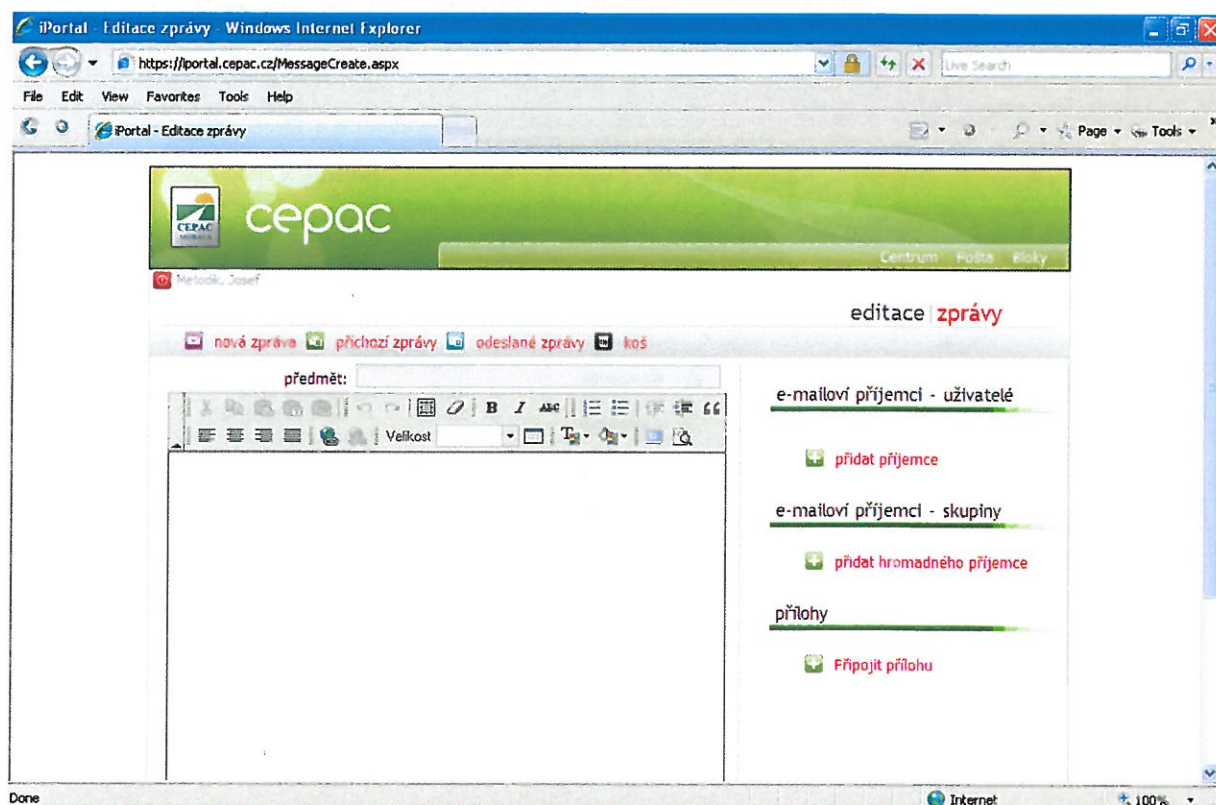 iPortal - Editace zprávy - Windows Internet Explorer
https://iportal.cepac.cz/MessageCreate.aspx
Live Search
File Edit View Favorites Tools Help
iPortal - Editace zprávy
Page Tools
CEPAC
MORAVA
cepac
Centrum Pošta Bloky
Metodik, Josef
editace zprávy
nová zpráva příchozí zprávy odeslané zprávy koš
předmět:
B I ABC
Velikost
e-mailoví příjemci - uživatelé
přidat příjemce
e-mailoví příjemci - skupiny
přidat hromadného příjemce
přílohy
Připojit přílohu
Done
Internet
100%